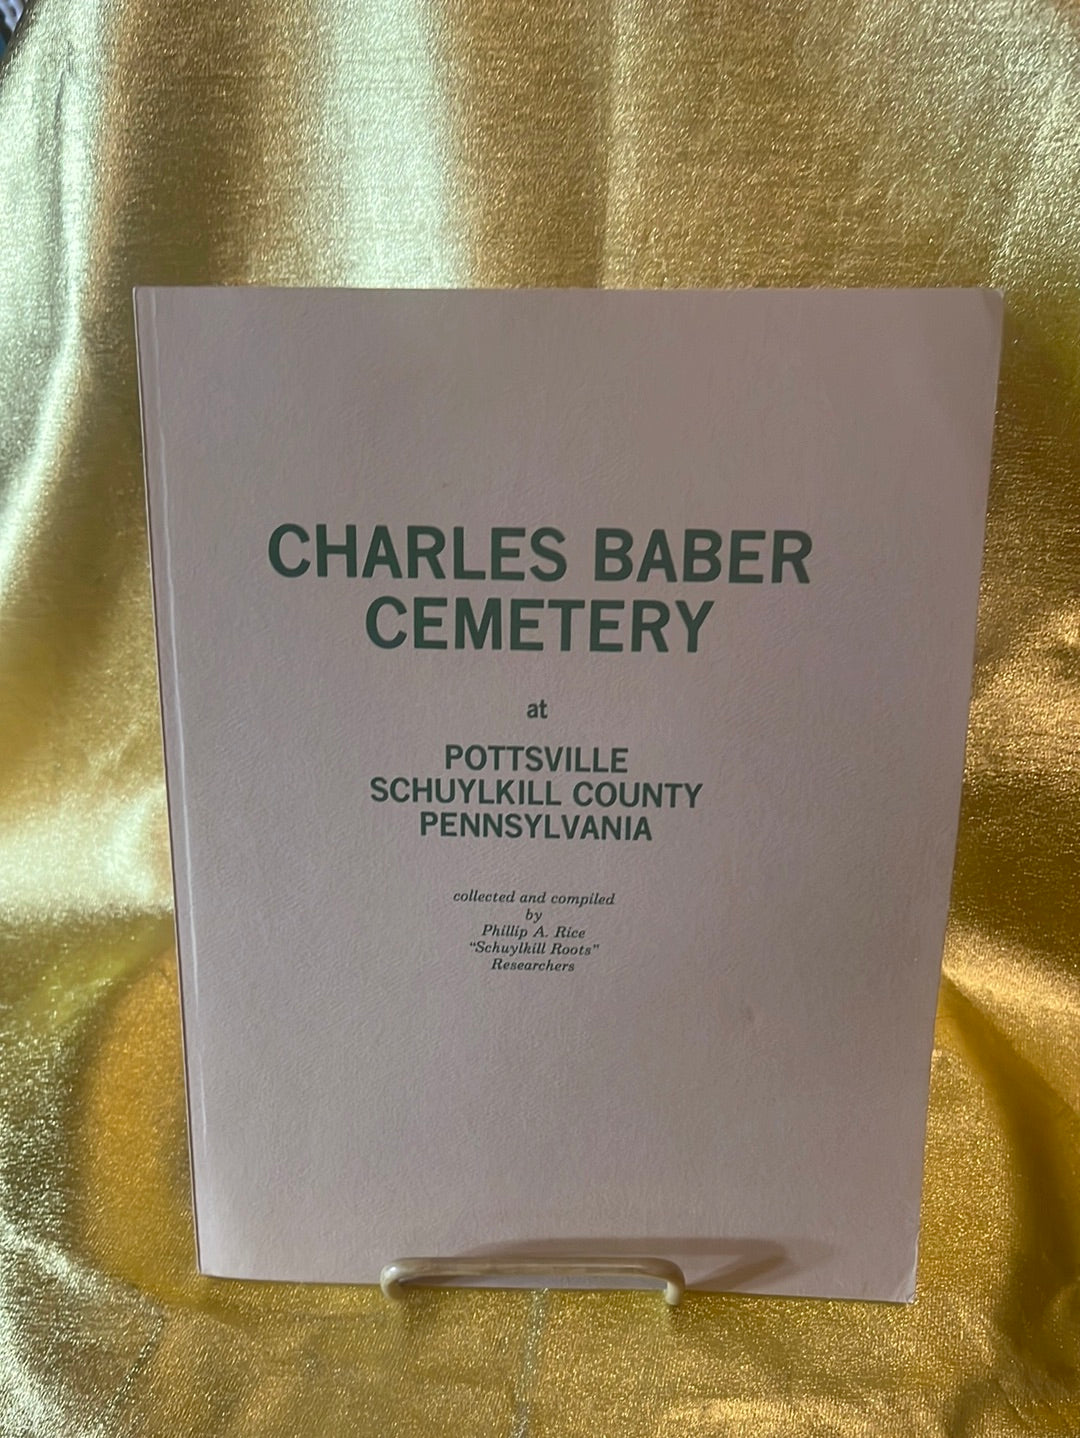 CHARLES BABER
CEMETERY
at
POTTSVILLE
SCHUYLKILL COUNTY
PENNSYLVANIA
collected and compiled
by
Phillip A. Rice
"Schuylkill Roots"
Researchers